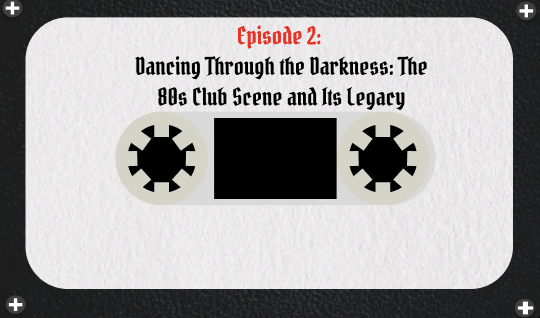 Episode 2:
Dancing Through the Darkness: The
80s Club Scene and Its Legacy